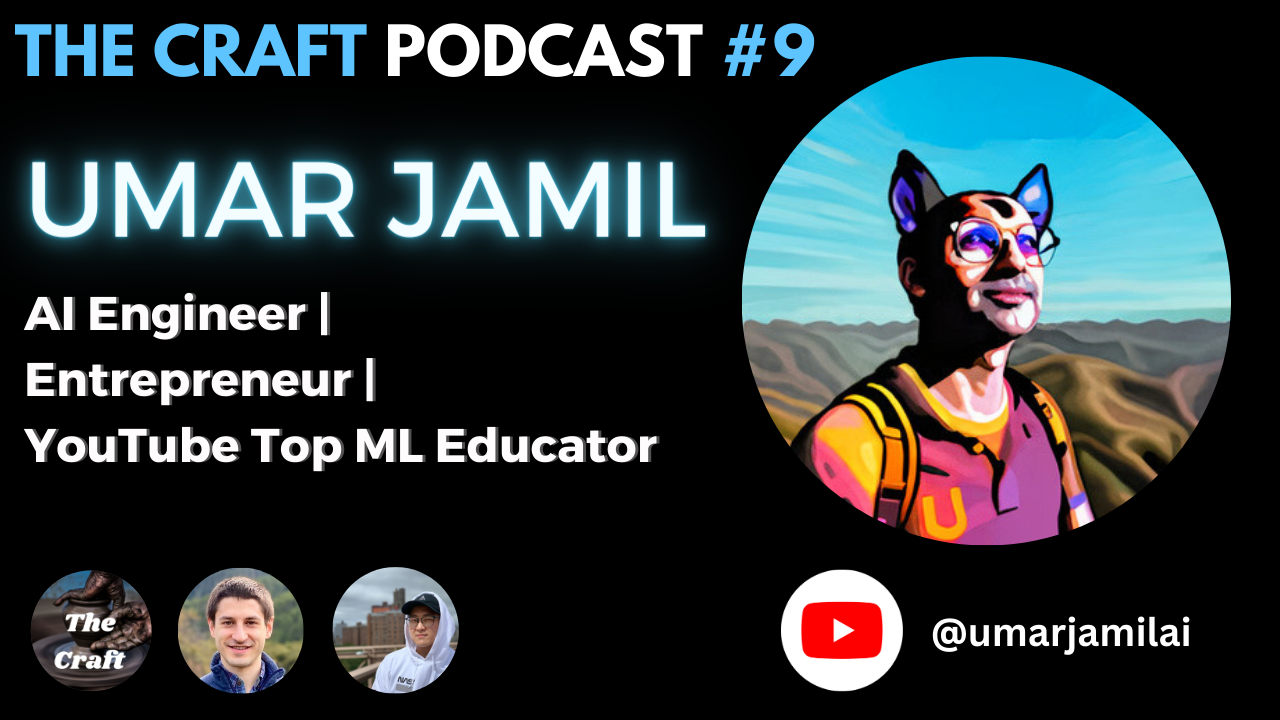 THE CRAFT PODCAST #9
UMAR JAMIL
AI Engineer |
Entrepreneur |
YouTube Top ML Educator
The
Craft
U
@umarjamilai